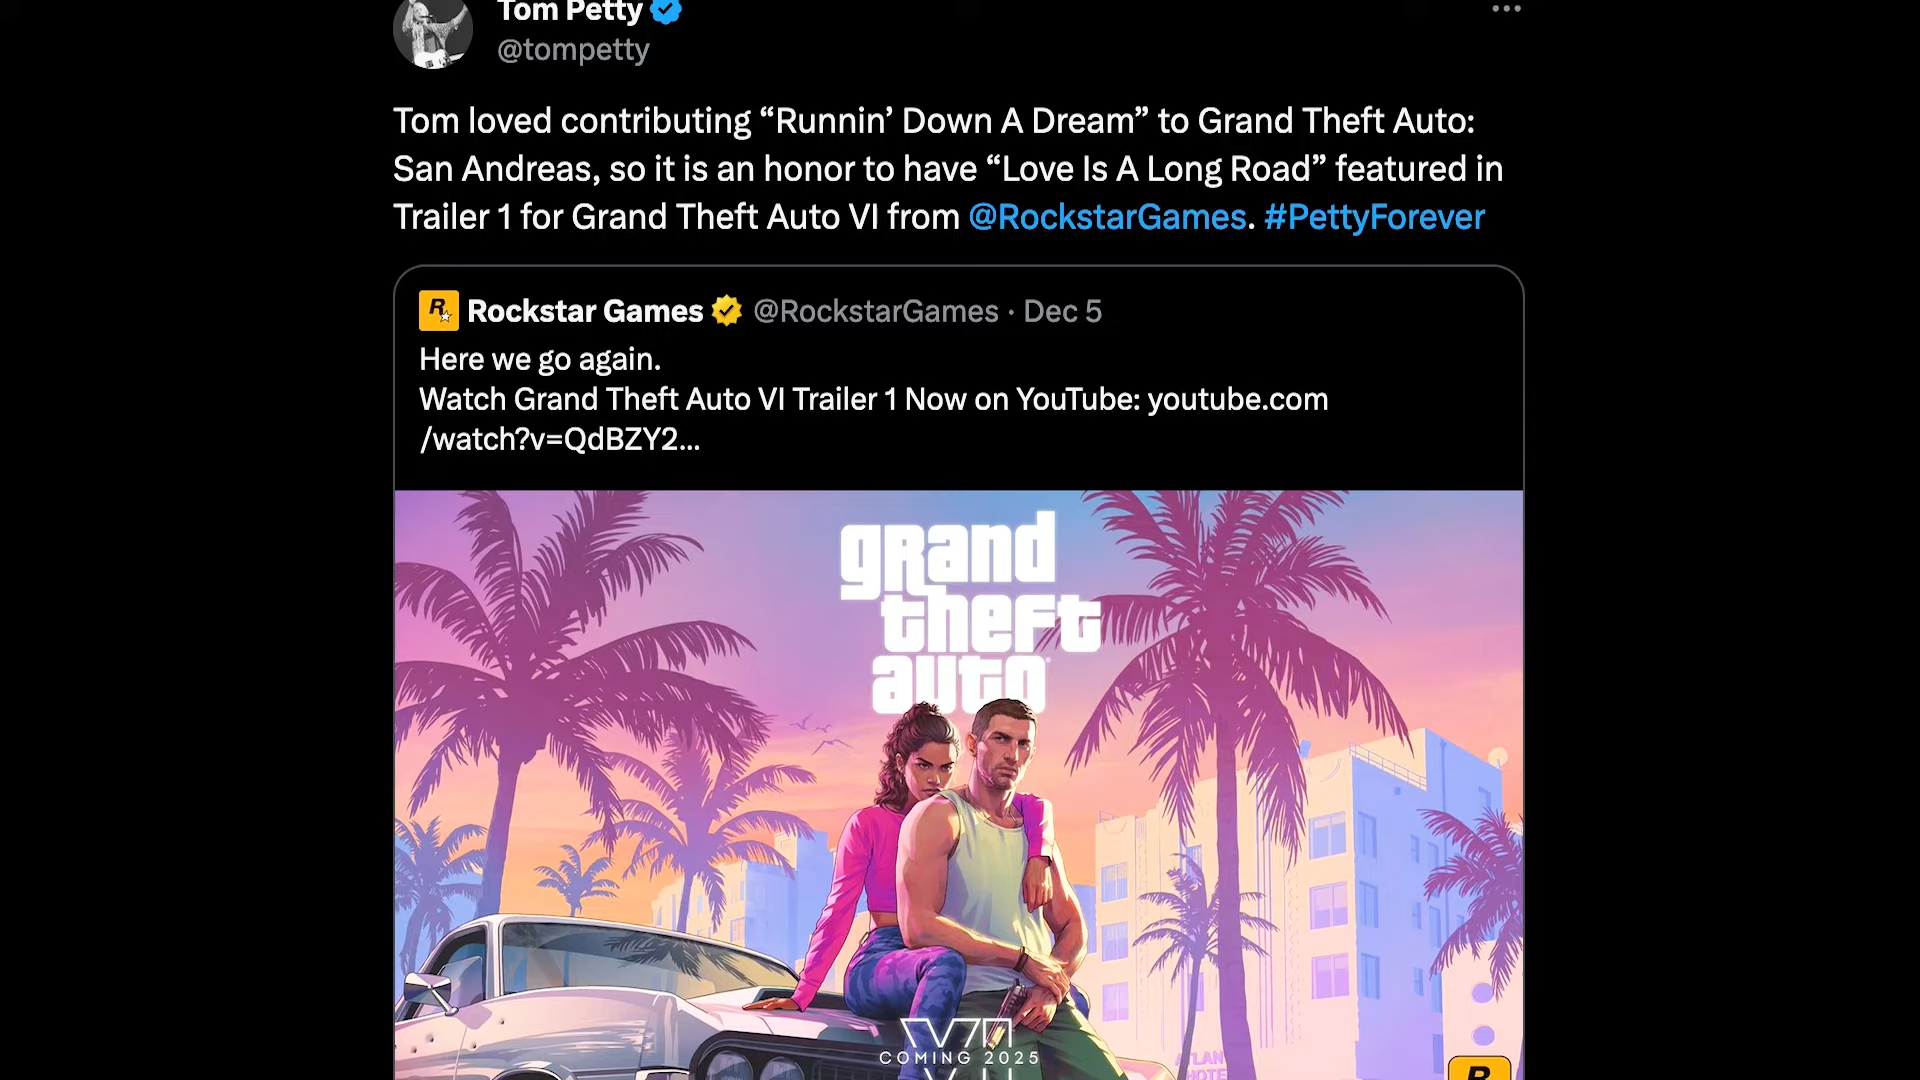 Tom Petty
@tompetty
Tom loved contributing “Runnin’ Down A Dream” to Grand Theft Auto:
San Andreas, so it is an honor to have “Love Is A Long Road” featured in
Trailer 1 for Grand Theft Auto VI from @RockstarGames. #PettyForever
Rockstar Games @RockstarGames · Dec 5
Here we go again.
Watch Grand Theft Auto VI Trailer 1 Now on YouTube: youtube.com
/watch?v=QdBZY2...
grand
theft
auto
VI
COMING 2025
R